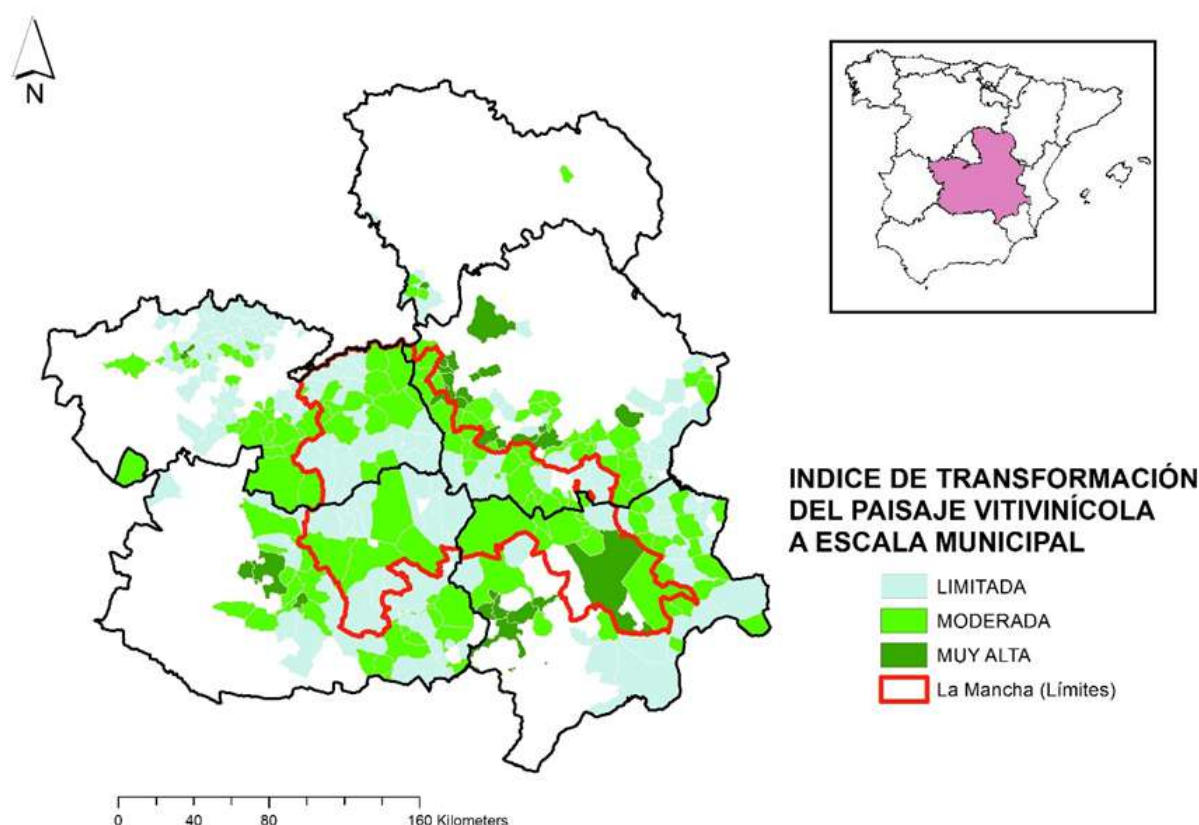 N
INDICE DE TRANSFORMACIÓN
DEL PAISAJE VITIVINÍCOLA
A ESCALA MUNICIPAL
LIMITADA
MODERADA
MUY ALTA
La Mancha (Límites)
0 40 80 160 Kilometers